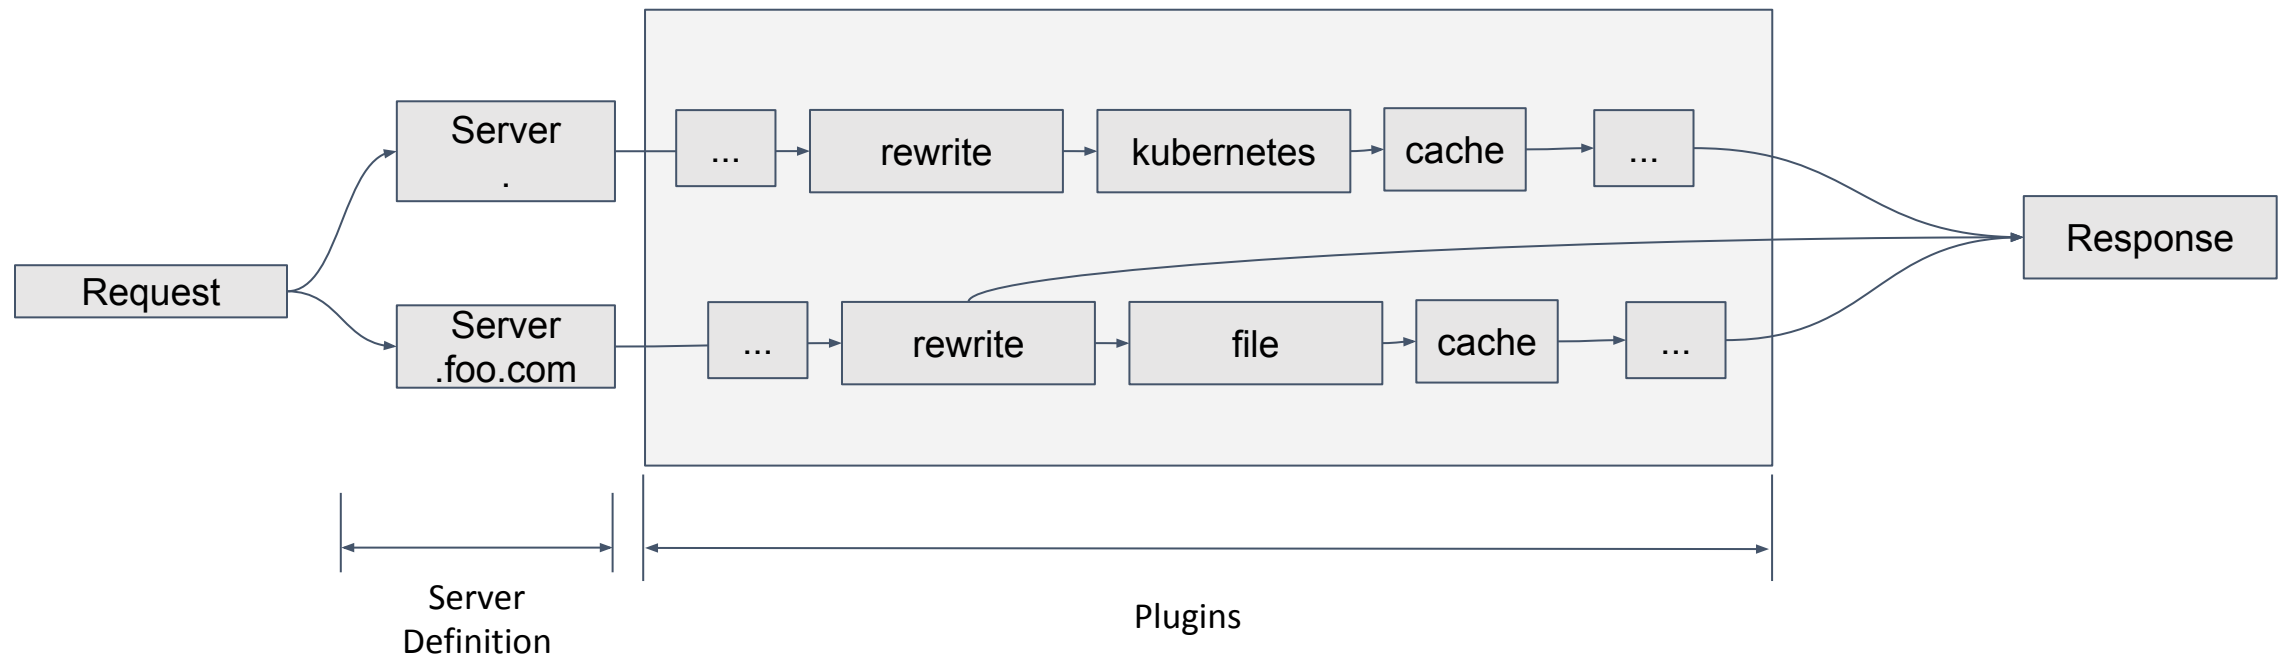 Server
.
...
rewrite
kubernetes
cache
...
Request
Server
.foo.com
...
rewrite
file
cache
...
Response
Server
Definition
Plugins